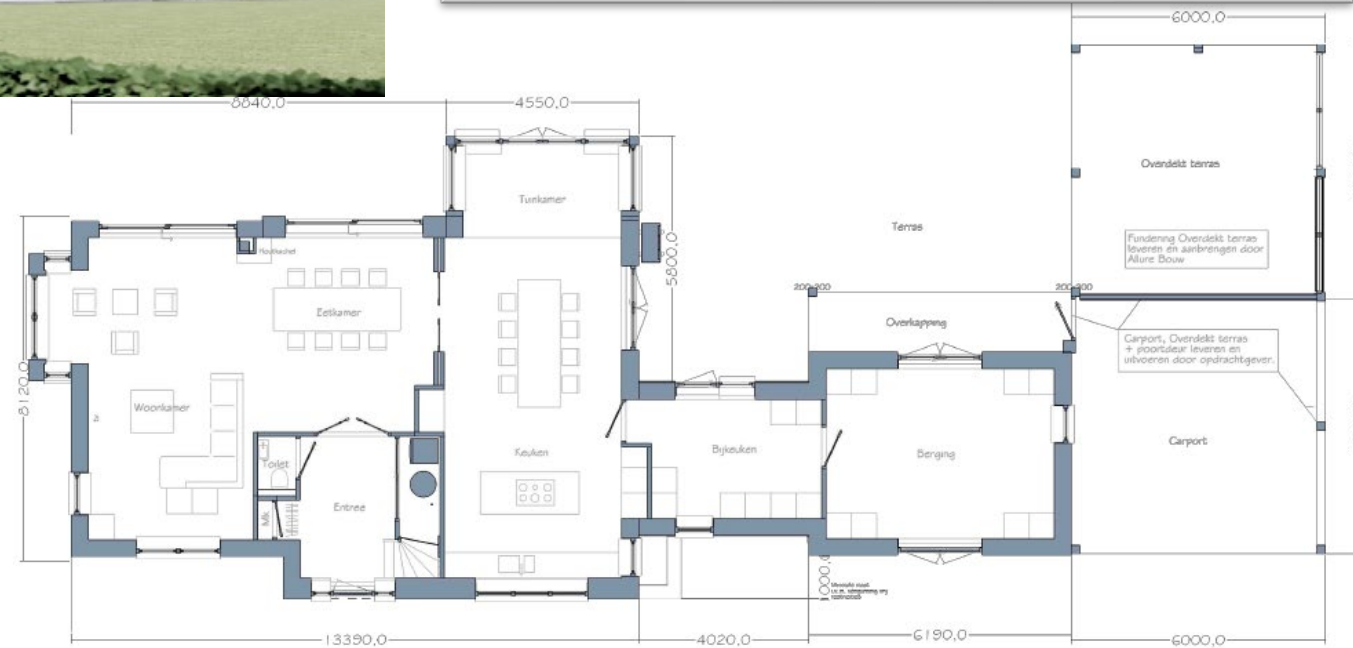 6000,0
8840,0
4550,0
Overdekt terras
Tuinkamer
Terras
Fundering Overdekt terras
leveren en aanbrengen door
Allure Bouw
Houtkachel
5800,0
200x200
200x200
Eetkamer
Overkapping
Carport, Overdekt terras
+ poortdeur leveren en
uitvoeren door opdrachtgever.
8120,0
Woonkamer
tv
Carport
Toilet
Keuken
Bijkeuken
Berging
Mk
Entree
13390,0
4020,0
6190,0
6000,0